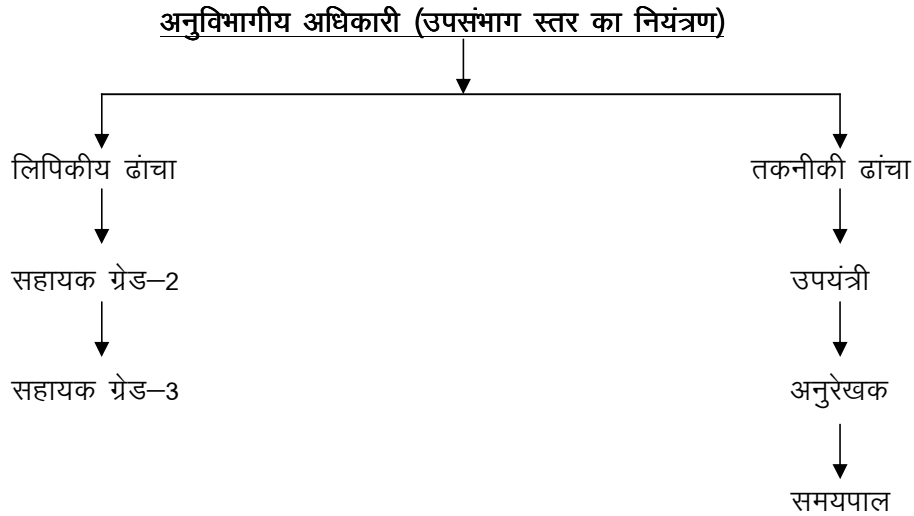 अनुविभागीय अधिकारी (उपसंभाग स्तर का नियंत्रण)
लिपिकीय ढांचा
तकनीकी ढांचा
सहायक ग्रेड–2
उपयंत्री
सहायक ग्रेड–3
अनुरेखक
समयपाल